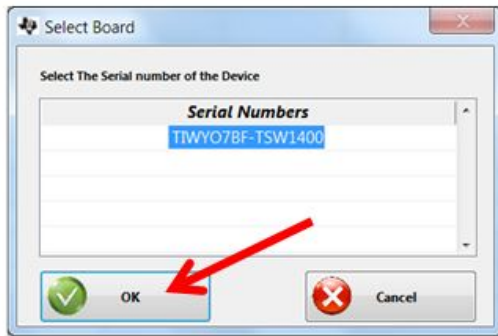 Select Board
Select The Serial number of the Device
Serial Numbers
TIWYO7BF-TSW1400
OK
Cancel